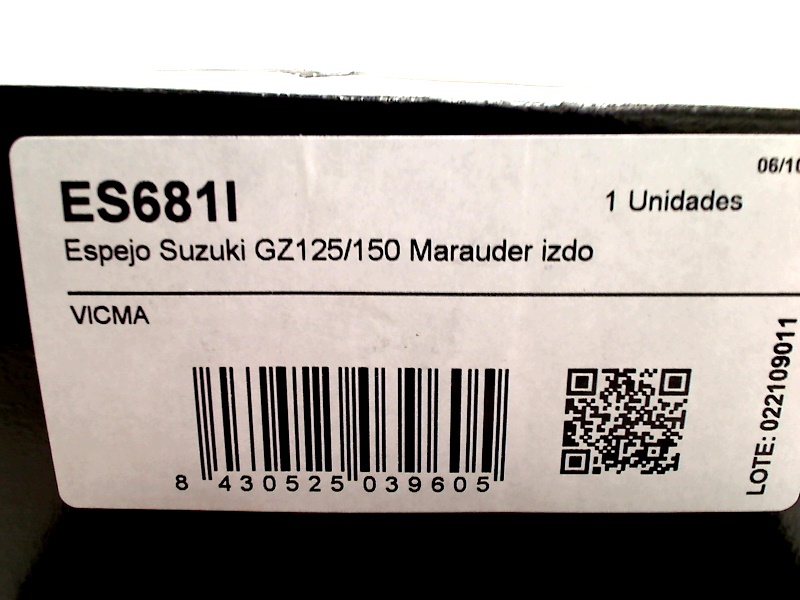 06/10
ES681I
1 Unidades
Espejo Suzuki GZ125/150 Marauder izdo
VICMA
8 430525 039605
LOTE: 022109011